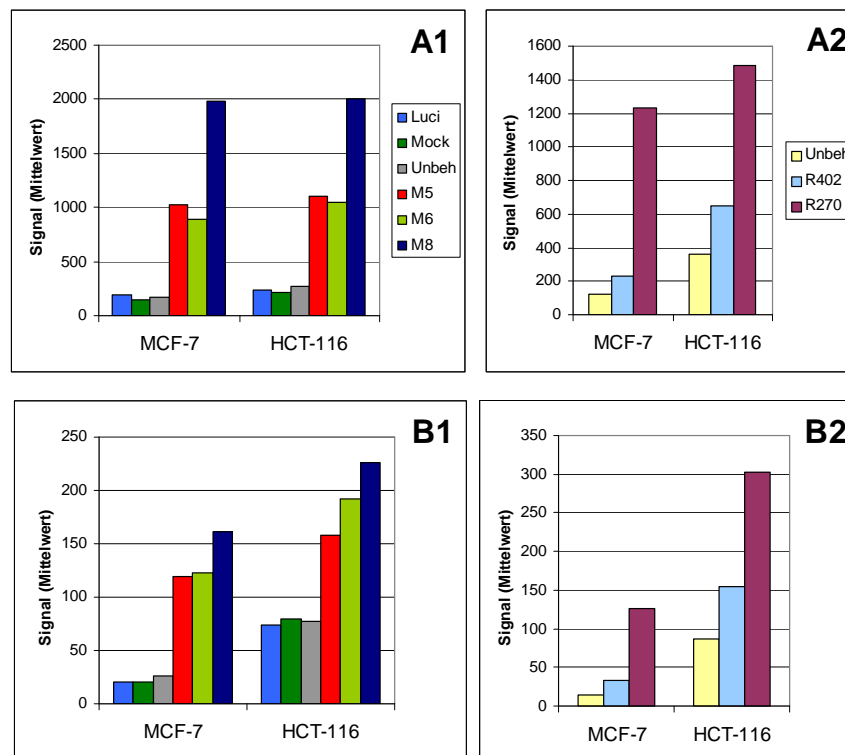 A1
Signal (Mittelwert)
2500
2000
1500
1000
500
0
MCF-7 HCT-116
Luci
Mock
Unbeh
M5
M6
M8
A2
Signal (Mittelwert)
1600
1400
1200
1000
800
600
400
200
0
MCF-7 HCT-116
Unbeh
R402
R270
B1
Signal (Mittelwert)
250
200
150
100
50
0
MCF-7 HCT-116
B2
Signal (Mittelwert)
350
300
250
200
150
100
50
0
MCF-7 HCT-116